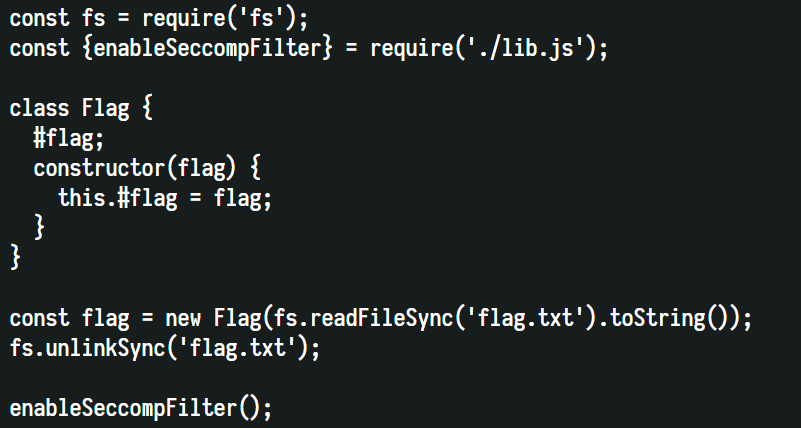 const fs = require('fs');
const {enableSeccompFilter} = require('./lib.js');

class Flag {
  #flag;
  constructor(flag) {
    this.#flag = flag;
  }
}

const flag = new Flag(fs.readFileSync('flag.txt').toString());
fs.unlinkSync('flag.txt');

enableSeccompFilter();